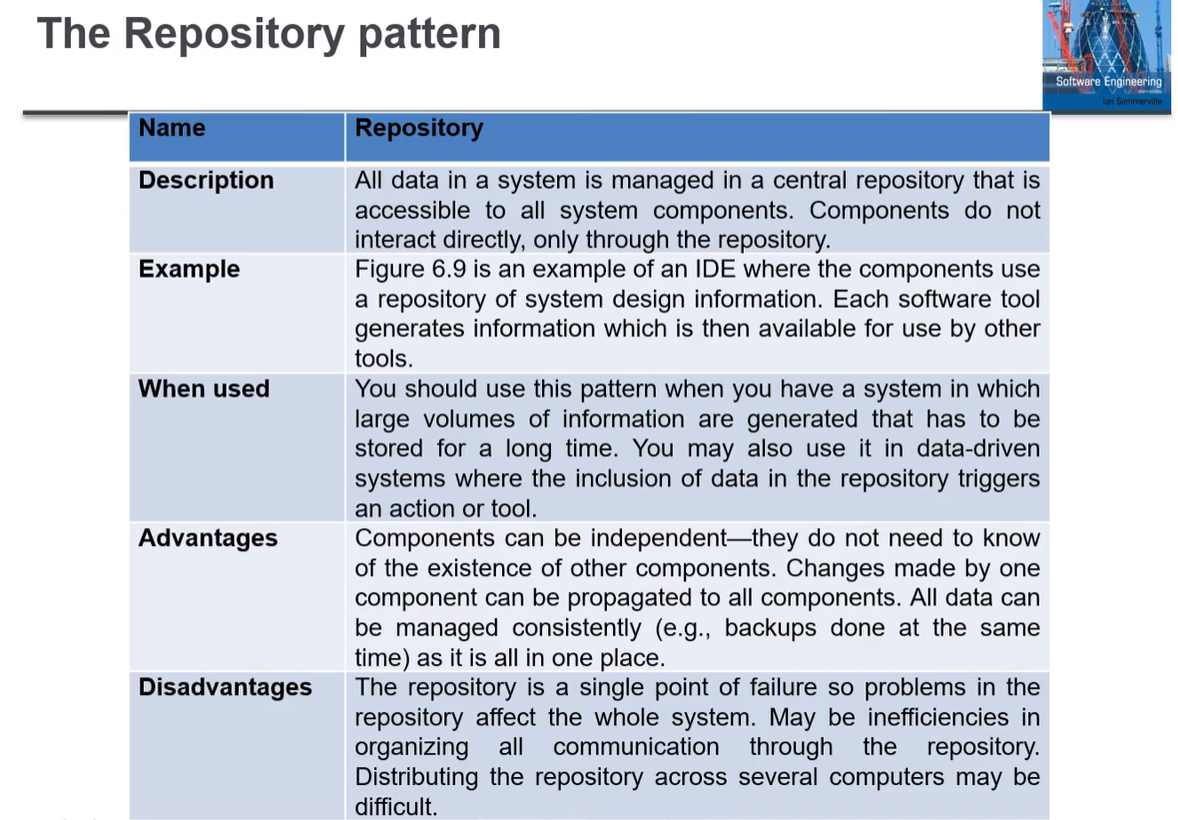 The Repository pattern
Software Engineering
Ian Sommerville
Name
Repository
Description
All data in a system is managed in a central repository that is
accessible to all system components. Components do not
interact directly, only through the repository.
Example
Figure 6.9 is an example of an IDE where the components use
a repository of system design information. Each software tool
generates information which is then available for use by other
tools.
When used
You should use this pattern when you have a system in which
large volumes of information are generated that has to be
stored for a long time. You may also use it in data-driven
systems where the inclusion of data in the repository triggers
an action or tool.
Advantages
Components can be independent—they do not need to know
of the existence of other components. Changes made by one
component can be propagated to all components. All data can
be managed consistently (e.g., backups done at the same
time) as it is all in one place.
Disadvantages
The repository is a single point of failure so problems in the
repository affect the whole system. May be inefficiencies in
organizing all communication through the repository.
Distributing the repository across several computers may be
difficult.